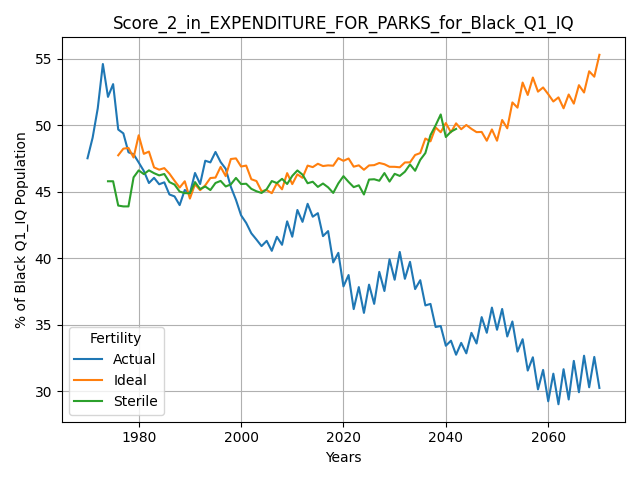 Score_2_in_EXPENDITURE_FOR_PARKS_for_Black_Q1_IQ
% of Black Q1_IQ Population
55
50
45
40
35
30
Fertility
Actual
Ideal
Sterile
1980 2000 2020 2040 2060
Years